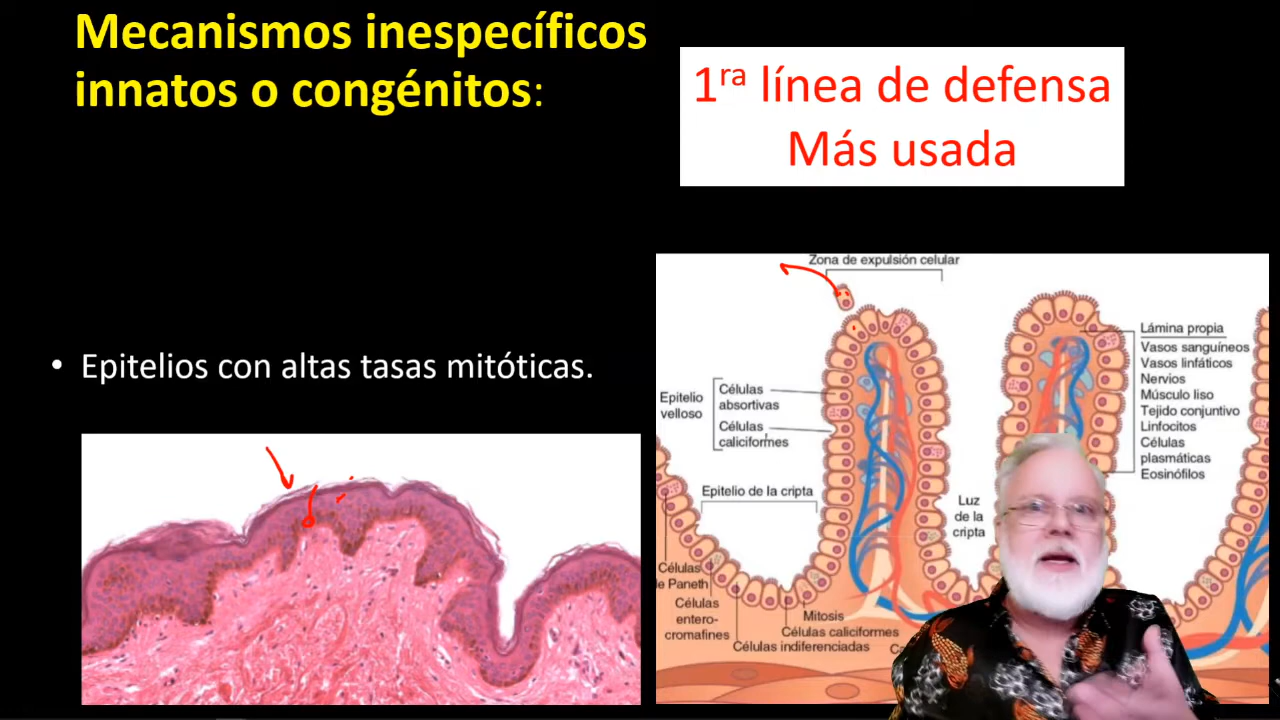 Mecanismos inespecíficos
innatos o congénitos:
1ra línea de defensa
Más usada
• Epitelios con altas tasas mitóticas.
Zona de expulsión celular
Lámina propia
Vasos sanguíneos
Vasos linfáticos
Nervios
Músculo liso
Tejido conjuntivo
Linfocitos
Células
plasmáticas
Eosinófilos
Epitelio
velloso
Células
absortivas
Células
caliciformes
Epitelio de la cripta
Luz
de la
cripta
Células
de Paneth
Células
entero-
cromafines
Mitosis
Células caliciformes
Células indiferenciadas